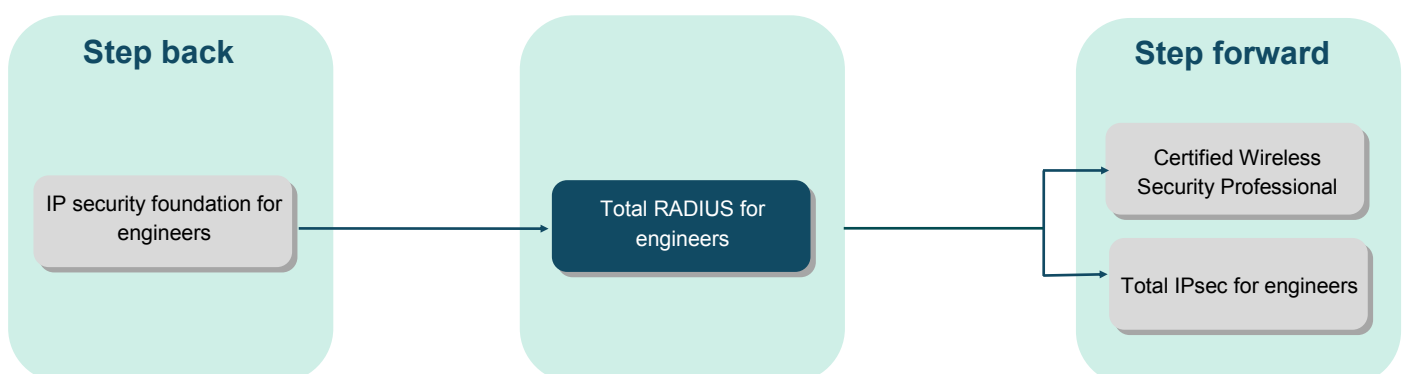 Step back
IP security foundation for
engineers
Total RADIUS for
engineers
Step forward
Certified Wireless
Security Professional
Total IPsec for engineers